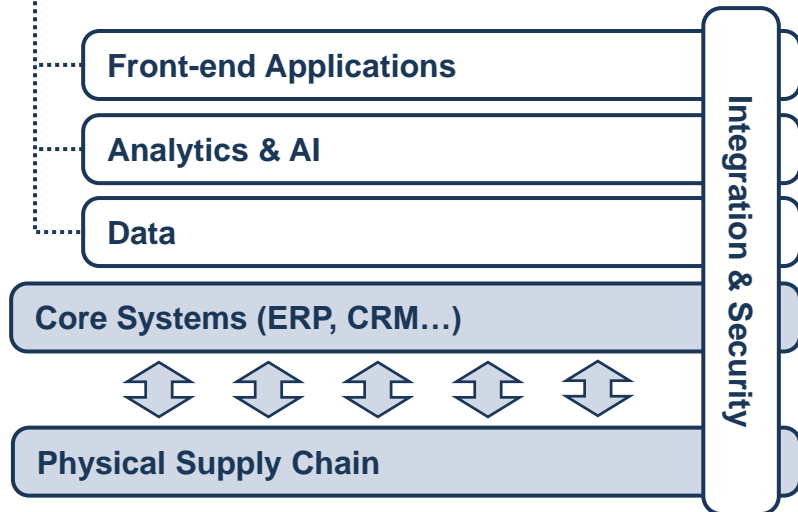 Front-end Applications
Analytics & AI
Data
Core Systems (ERP, CRM…)
Physical Supply Chain
Integration & Security